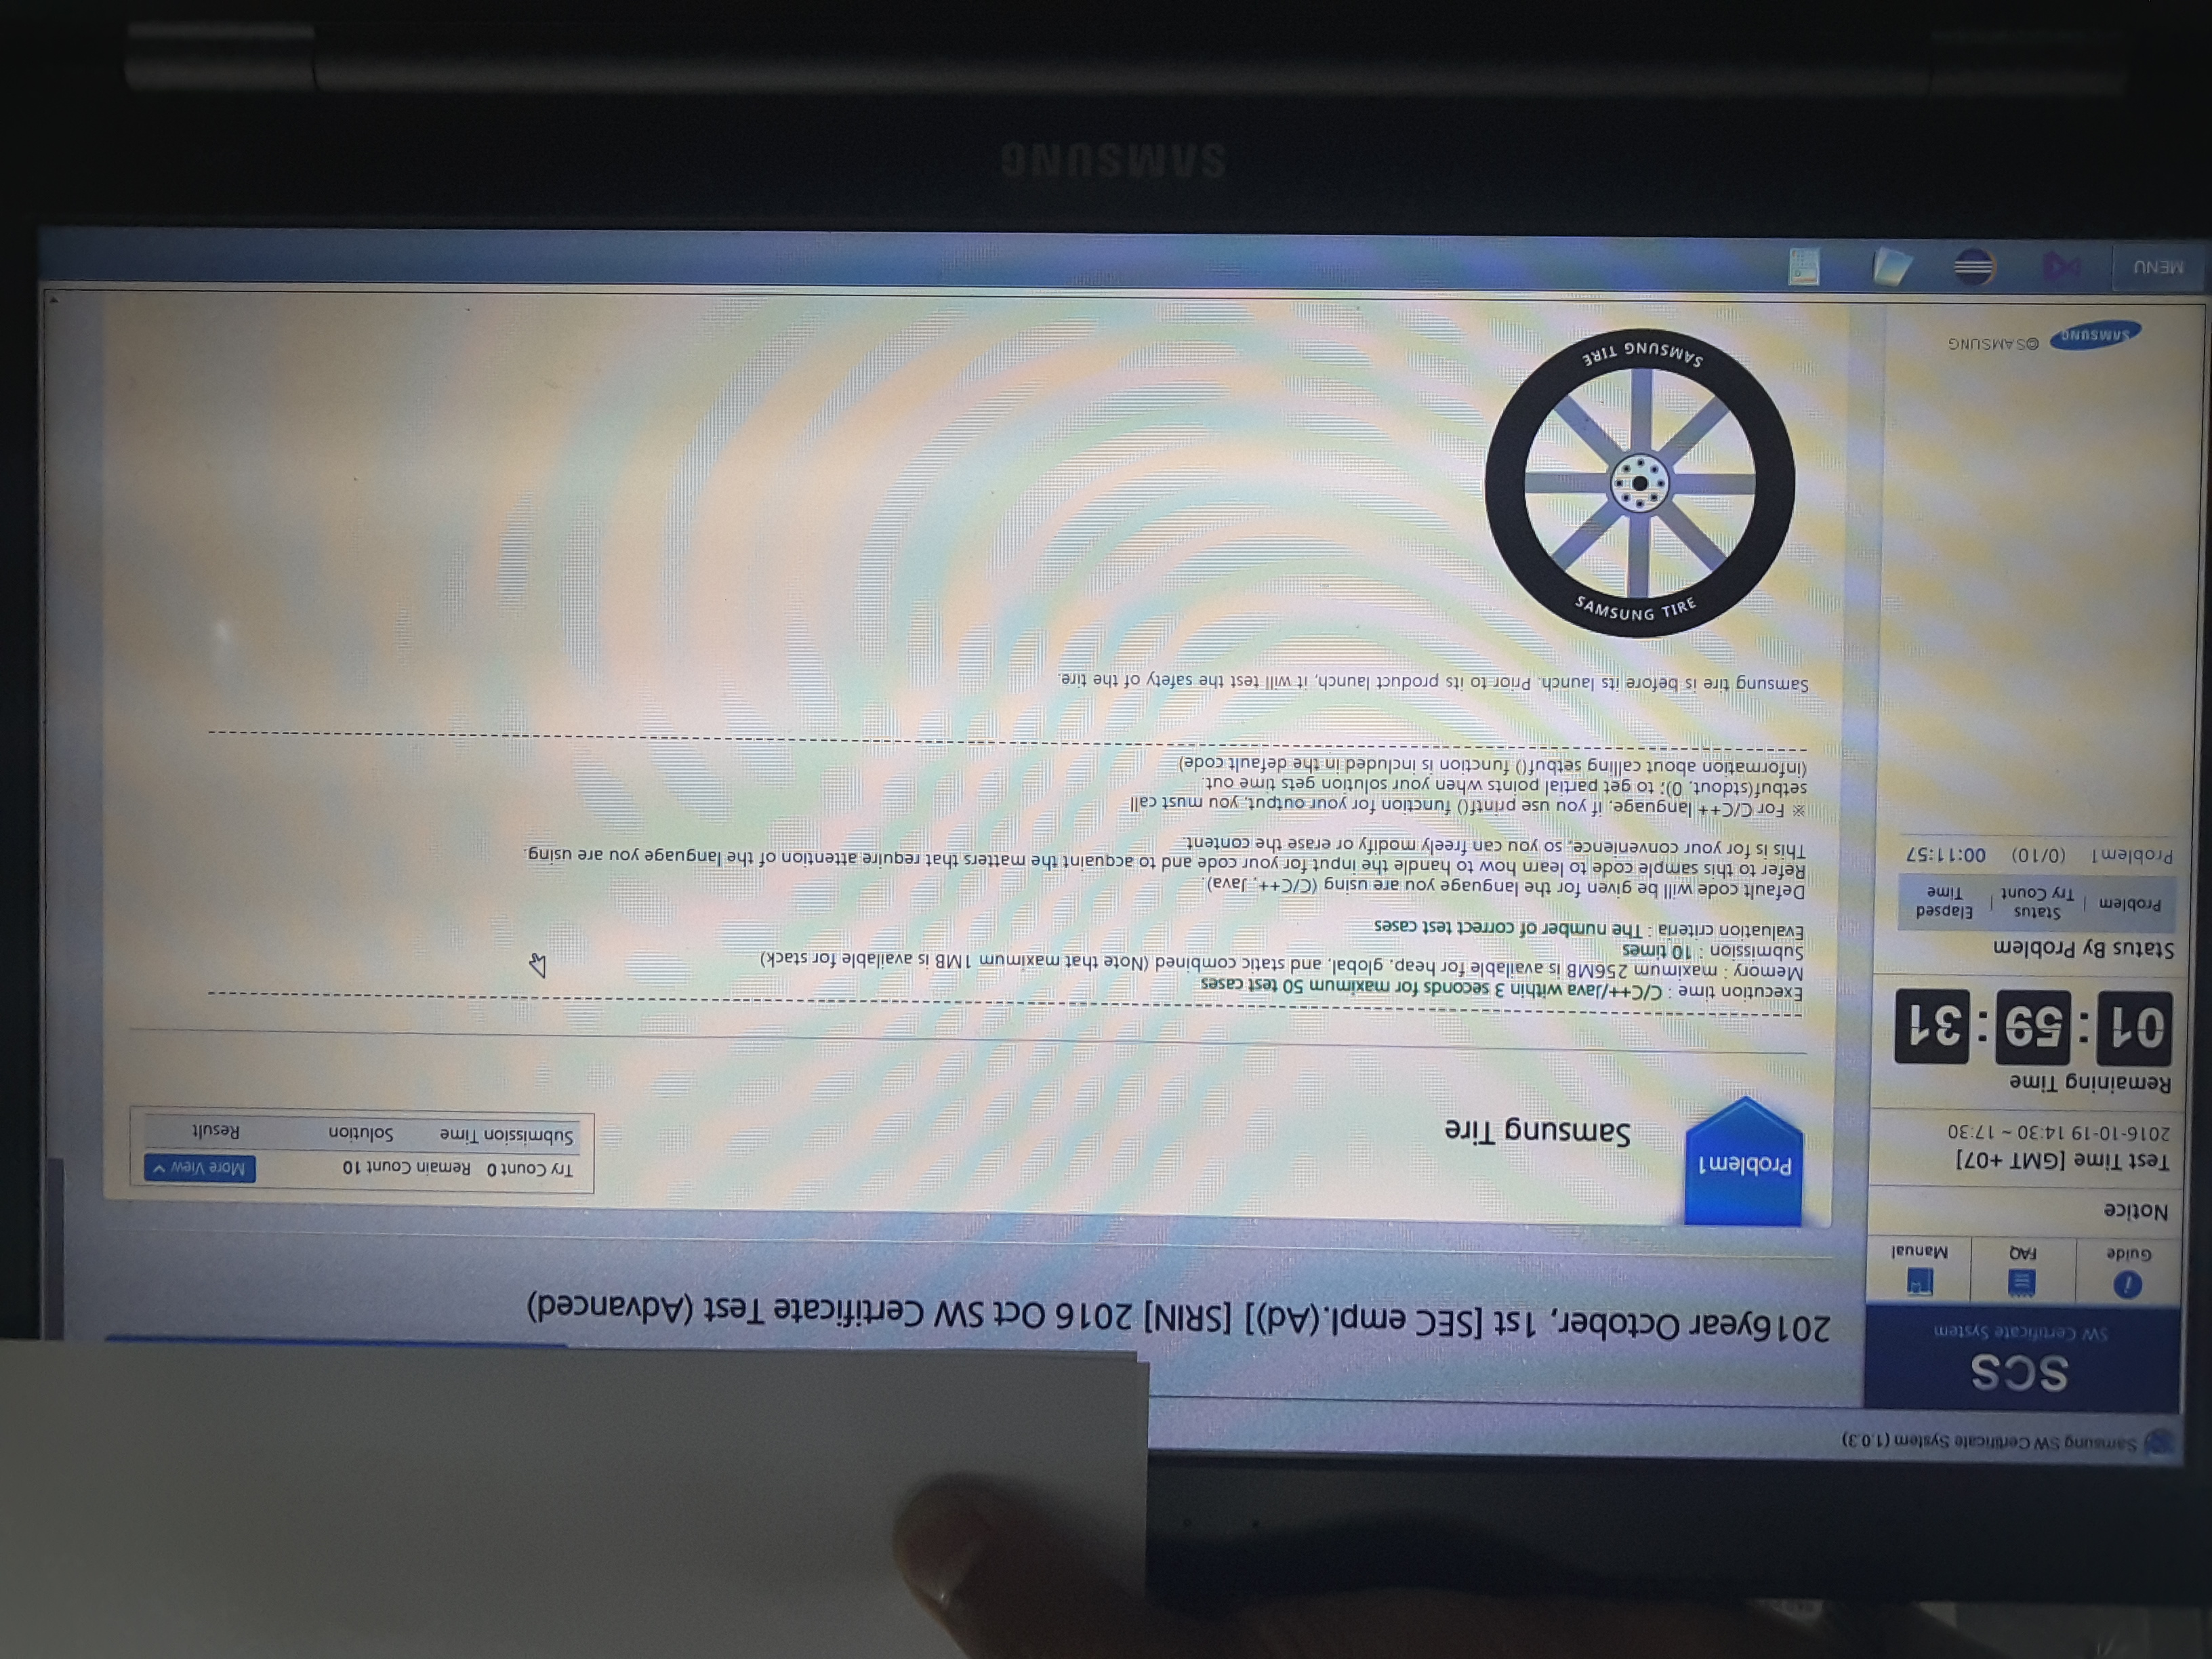 Samsung SW Certificate System (1.0.3)
SCS
SW Certificate System
Guide
FAQ
Manual
Notice
Test Time [GMT +07]
2016-10-19 14:30 ~ 17:30
Remaining Time
01 : 59 : 31
Status By Problem
Problem | Status Try Count | Elapsed Time
Problem1 (0/10) 00:11:57
SAMSUNG ©SAMSUNG
2016year October, 1st [SEC empl.(Ad)] [SRIN] 2016 Oct SW Certificate Test (Advanced)
Problem1
Samsung Tire
Try Count 0 Remain Count 10 More View
Submission Time Solution Result
Execution time : C/C++/Java within 3 seconds for maximum 50 test cases
Memory : maximum 256MB is available for heap, global, and static combined (Note that maximum 1MB is available for stack)
Submission : 10 times
Evaluation criteria : The number of correct test cases
Default code will be given for the language you are using (C/C++, Java).
Refer to this sample code to learn how to handle the input for your code and to acquaint the matters that require attention of the language you are using.
This is for your convenience, so you can freely modify or erase the content.
※ For C/C++ language, if you use printf() function for your output, you must call
setbuf(stdout, 0); to get partial points when your solution gets time out.
(information about calling setbuf() function is included in the default code)
Samsung tire is before its launch. Prior to its product launch, it will test the safety of the tire.
SAMSUNG TIRE
SAMSUNG TIRE
MENU
SAMSUNG